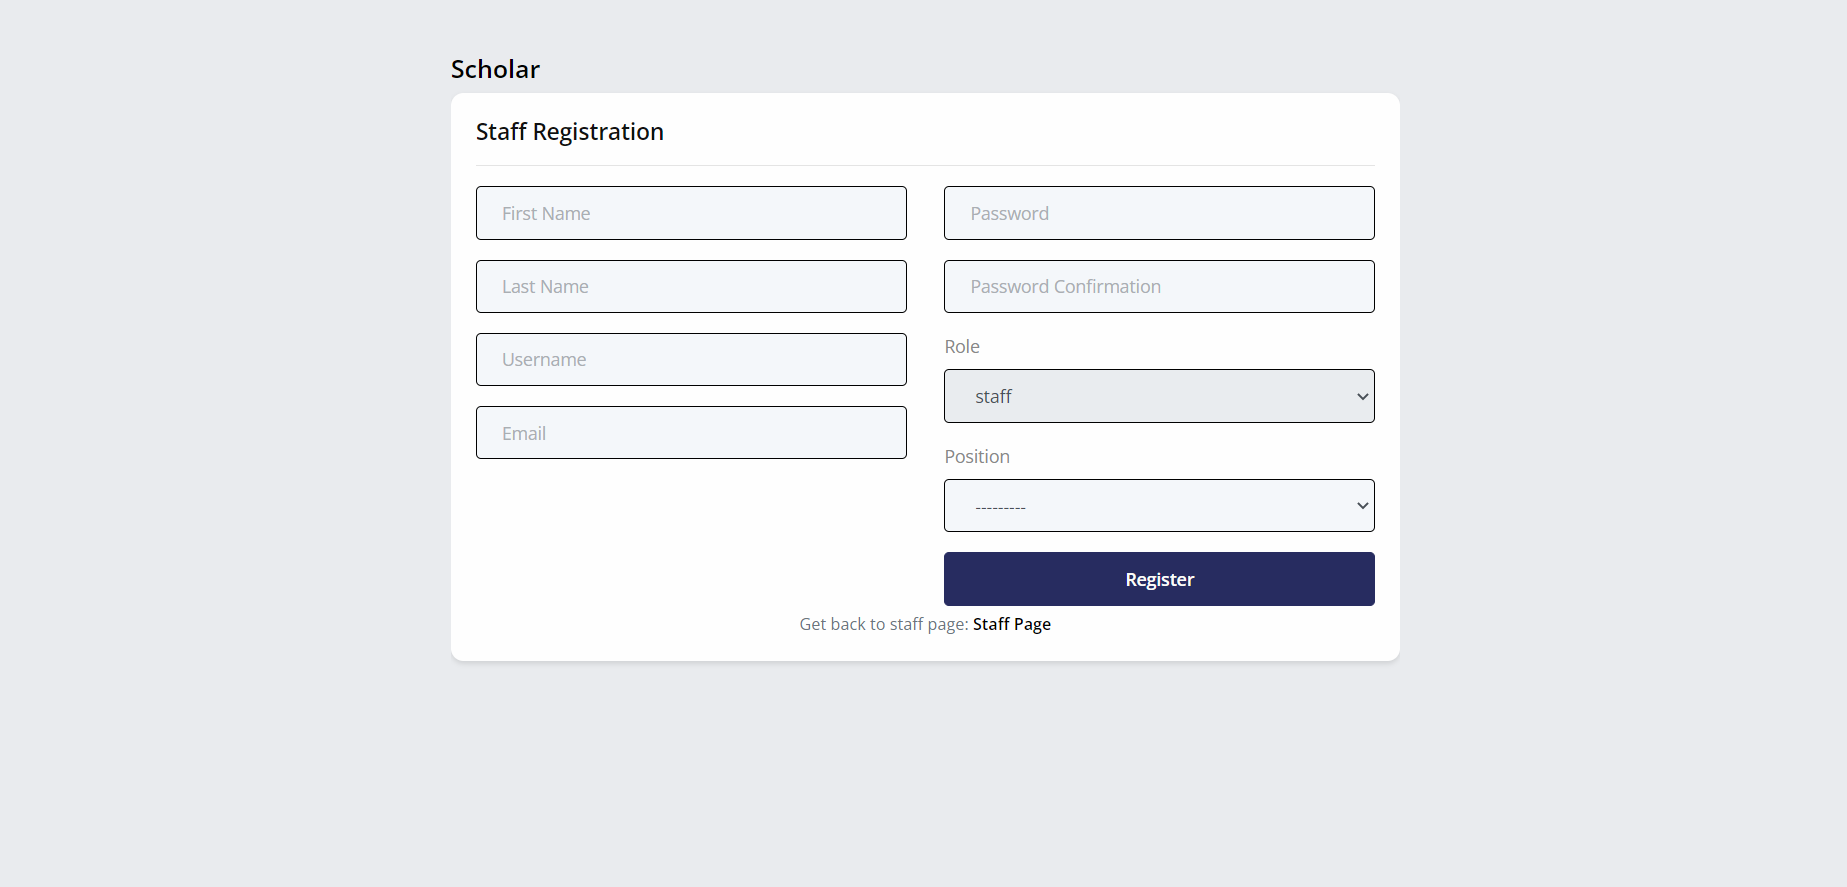 Scholar
Staff Registration
First Name
Last Name
Username
Email
Password
Password Confirmation
Role
staff
Position
---------
Register
Get back to staff page: Staff Page